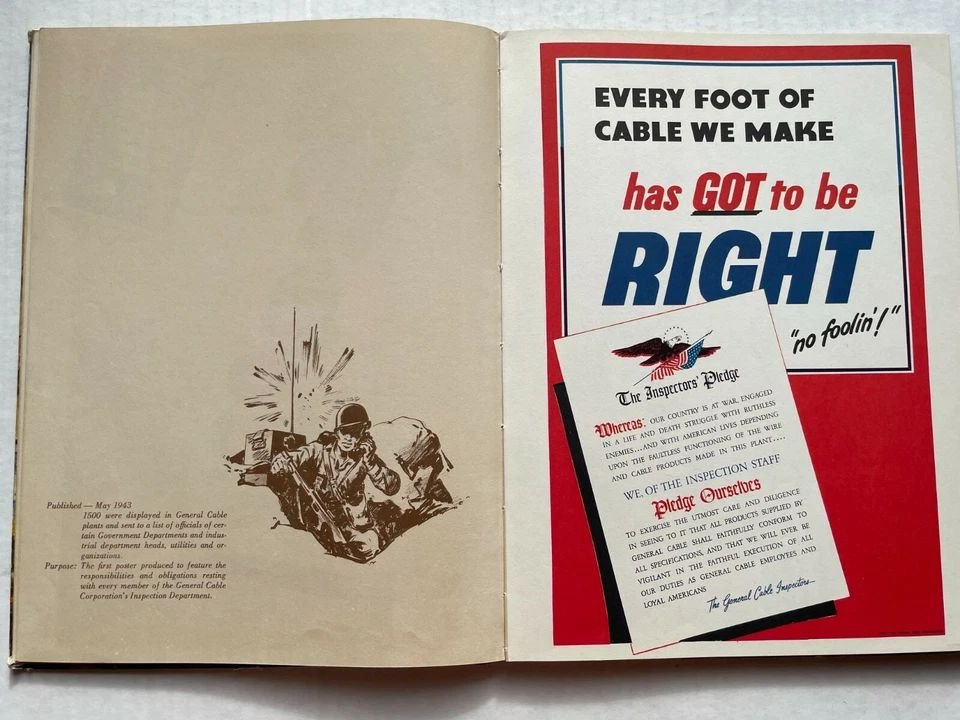 Published — May 1943
1500 were displayed in General Cable
plants and sent to a list of officials of cer-
tain Government Departments and indus-
trial department heads, utilities and or-
ganizations.
Purpose: The first poster produced to feature the
responsibilities and obligations resting
with every member of the General Cable
Corporation's Inspection Department.
EVERY FOOT OF
CABLE WE MAKE
has GOT to be
RIGHT
"no foolin'!"
The Inspectors' Pledge
Whereas: OUR COUNTRY IS AT WAR, ENGAGED
IN A LIFE AND DEATH STRUGGLE WITH RUTHLESS
ENEMIES...AND WITH AMERICAN LIVES DEPENDING
UPON THE FAULTLESS FUNCTIONING OF THE WIRE
AND CABLE PRODUCTS MADE IN THIS PLANT....
WE, OF THE INSPECTION STAFF
Pledge Ourselves
TO EXERCISE THE UTMOST CARE AND DILIGENCE
IN SEEING TO IT THAT ALL PRODUCTS SUPPLIED BY
GENERAL CABLE SHALL FAITHFULLY CONFORM TO
ALL SPECIFICATIONS, AND THAT WE WILL EVER BE
VIGILANT IN THE FAITHFUL EXECUTION OF ALL
OUR DUTIES AS GENERAL CABLE EMPLOYEES AND
LOYAL AMERICANS
The General Cable Inspectors